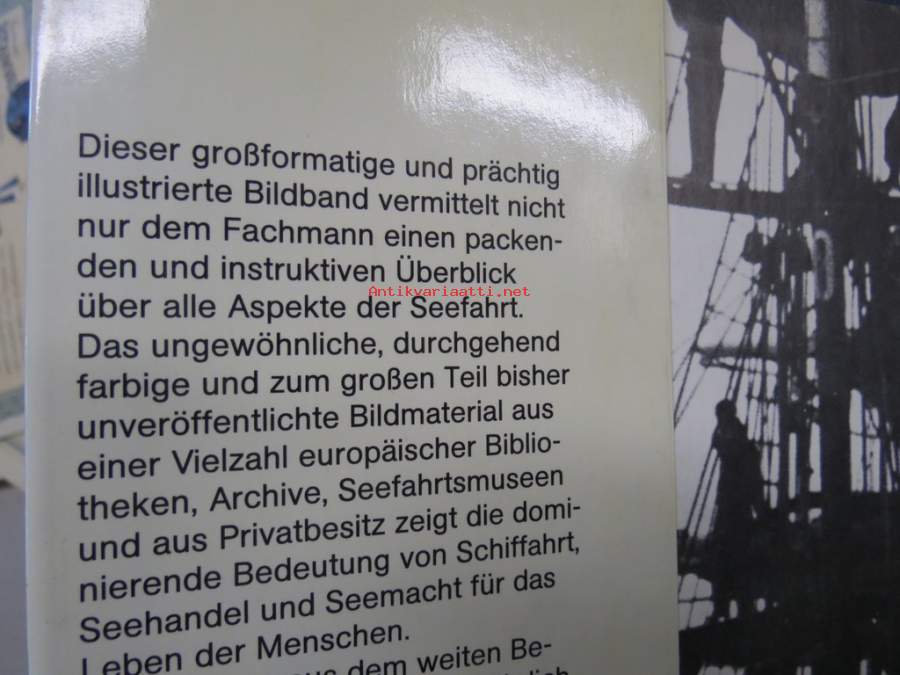 Dieser großformatige und prächtig
illustrierte Bildband vermittelt nicht
nur dem Fachmann einen packen-
den und instruktiven Überblick
Antikvariaatti.net
über alle Aspekte der Seefahrt.
Das ungewöhnliche, durchgehend
farbige und zum großen Teil bisher
unveröffentlichte Bildmaterial aus
einer Vielzahl europäischer Biblio-
theken, Archive, Seefahrtsmuseen
und aus Privatbesitz zeigt die domi-
nierende Bedeutung von Schiffahrt,
Seehandel und Seemacht für das
Leben der Menschen.
dem weiten Be-